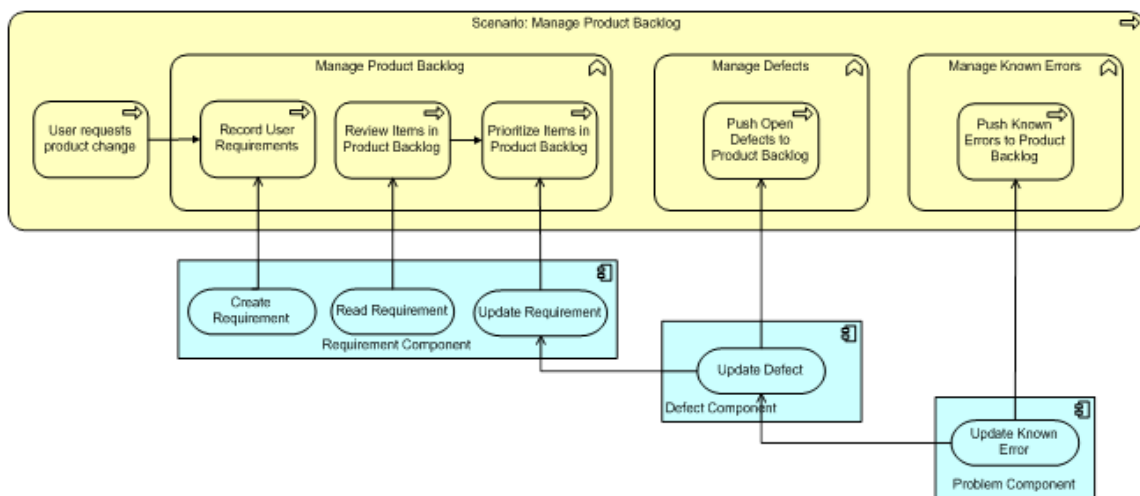 Scenario: Manage Product Backlog
Manage Product Backlog
Manage Defects
Manage Known Errors
User requests
product change
Record User
Requirements
Review Items in
Product Backlog
Prioritize Items in
Product Backlog
Push Open
Defects to
Product Backlog
Push Known
Errors to Product
Backlog
Create
Requirement
Read Requirement
Update Requirement
Requirement Component
Update Defect
Defect Component
Update Known
Error
Problem Component